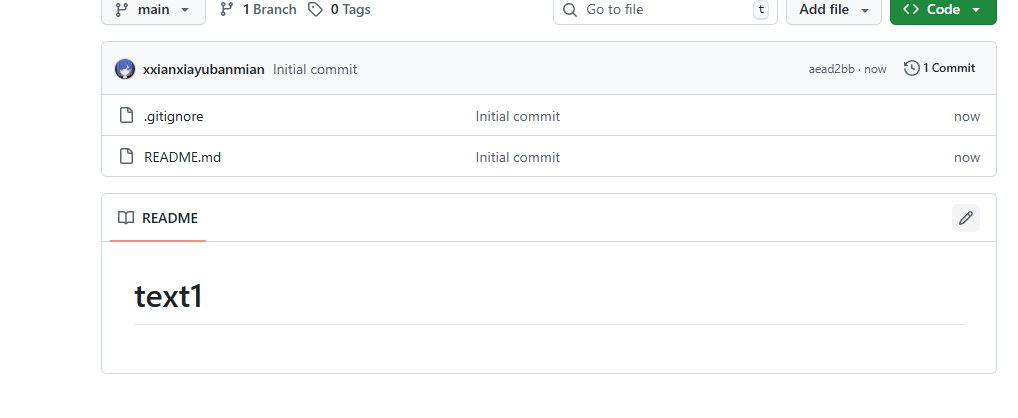 main 1 Branch 0 Tags Go to file t Add file Code
xxianxiayubanmian Initial commit aead2bb · now 1 Commit
.gitignore Initial commit now
README.md Initial commit now
README
text1